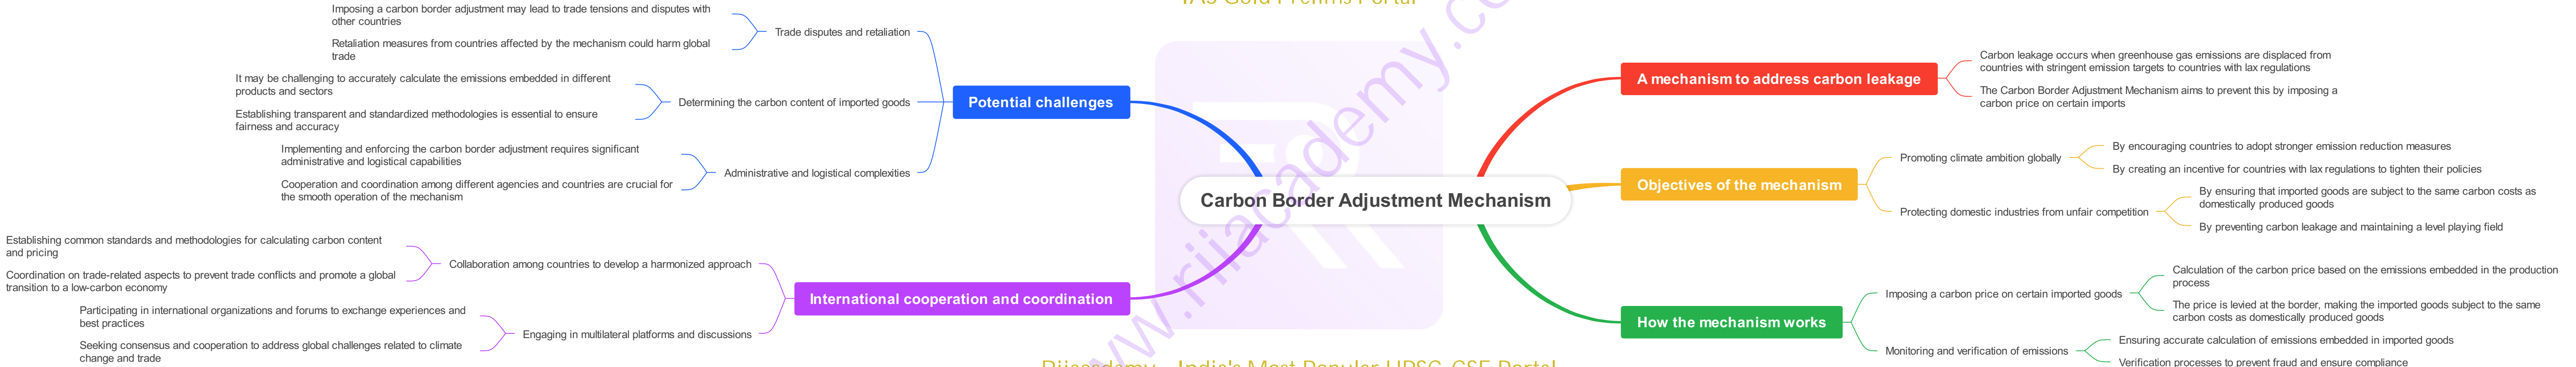 IAS Gold Prelims Portal
Carbon Border Adjustment Mechanism
A mechanism to address carbon leakage
Carbon leakage occurs when greenhouse gas emissions are displaced from
countries with stringent emission targets to countries with lax regulations
The Carbon Border Adjustment Mechanism aims to prevent this by imposing a
carbon price on certain imports
Objectives of the mechanism
Promoting climate ambition globally
By encouraging countries to adopt stronger emission reduction measures
By creating an incentive for countries with lax regulations to tighten their policies
Protecting domestic industries from unfair competition
By ensuring that imported goods are subject to the same carbon costs as
domestically produced goods
By preventing carbon leakage and maintaining a level playing field
How the mechanism works
Imposing a carbon price on certain imported goods
Calculation of the carbon price based on the emissions embedded in the production
process
The price is levied at the border, making the imported goods subject to the same
carbon costs as domestically produced goods
Monitoring and verification of emissions
Ensuring accurate calculation of emissions embedded in imported goods
Verification processes to prevent fraud and ensure compliance
Potential challenges
Trade disputes and retaliation
Imposing a carbon border adjustment may lead to trade tensions and disputes with
other countries
Retaliation measures from countries affected by the mechanism could harm global
trade
Determining the carbon content of imported goods
It may be challenging to accurately calculate the emissions embedded in different
products and sectors
Establishing transparent and standardized methodologies is essential to ensure
fairness and accuracy
Administrative and logistical complexities
Implementing and enforcing the carbon border adjustment requires significant
administrative and logistical capabilities
Cooperation and coordination among different agencies and countries are crucial for
the smooth operation of the mechanism
International cooperation and coordination
Collaboration among countries to develop a harmonized approach
Establishing common standards and methodologies for calculating carbon content
and pricing
Coordination on trade-related aspects to prevent trade conflicts and promote a global
transition to a low-carbon economy
Engaging in multilateral platforms and discussions
Participating in international organizations and forums to exchange experiences and
best practices
Seeking consensus and cooperation to address global challenges related to climate
change and trade
www.rijacademy.co
India's Most Popular UPSC-CSE Portal